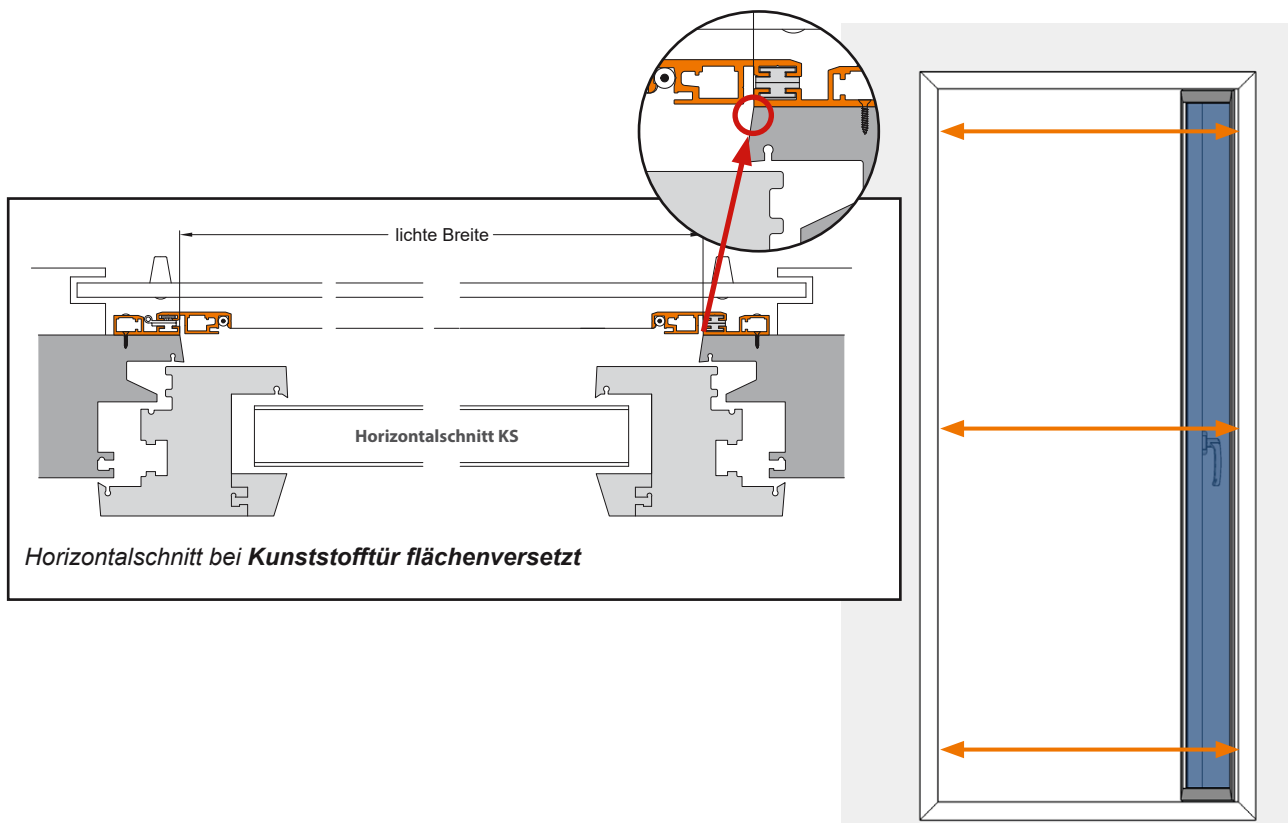 lichte Breite
Horizontalschnitt KS
Horizontalschnitt bei Kunststofftür flächenversetzt